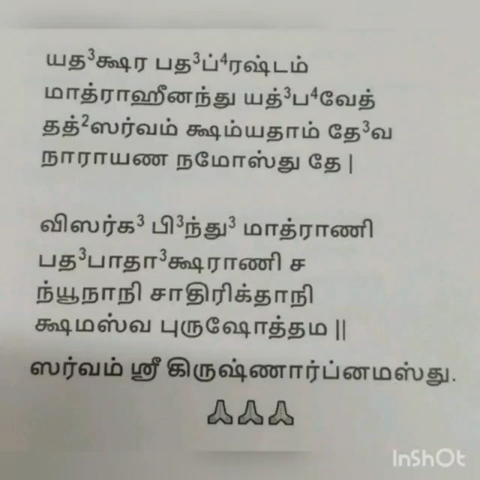 யத³க்ஷர பத³ப்⁴ரஷ்டம்
மாத்ராஹீனந்து யத்³ப⁴வேத்
தத்²ஸர்வம் க்ஷம்யதாம் தே³வ
நாராயண நமோஸ்து தே |
விஸர்க³ பி³ந்து³ மாத்ராணி
பத³பாதா³க்ஷராணி ச
ந்யூநாநி சாதிரிக்தாநி
க்ஷமஸ்வ புருஷோத்தம ||
ஸர்வம் ஸ்ரீ கிருஷ்ணார்ப்னமஸ்து.
InShOt